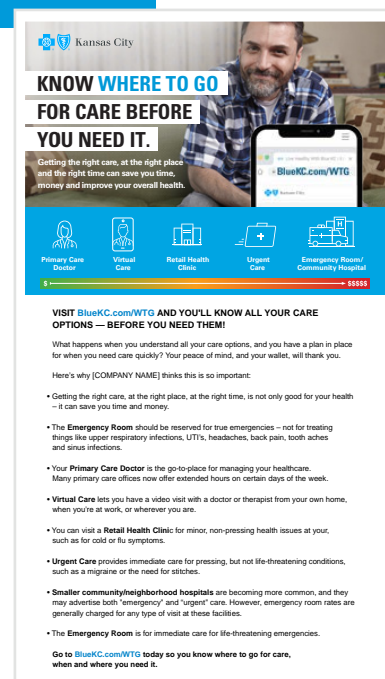 Kansas City
KNOW WHERE TO GO
FOR CARE BEFORE
YOU NEED IT.
Getting the right care, at the right place
and the right time can save you time,
money and improve your overall health.
BlueKC.com/WTG
Kansas City
Primary Care
Doctor
Virtual
Care
Retail Health
Clinic
Urgent
Care
H
Emergency Room/
Community Hospital
$
$$$$$
VISIT BlueKC.com/WTG AND YOU'LL KNOW ALL YOUR CARE
OPTIONS — BEFORE YOU NEED THEM!
What happens when you understand all your care options, and you have a plan in place
for when you need care quickly? Your peace of mind, and your wallet, will thank you.
Here's why [COMPANY NAME] thinks this is so important:
• Getting the right care, at the right place, at the right time, is not only good for your health
– it can save you time and money.
• The Emergency Room should be reserved for true emergencies – not for treating
things like upper respiratory infections, UTI's, headaches, back pain, tooth aches
and sinus infections.
• Your Primary Care Doctor is the go-to-place for managing your healthcare.
Many primary care offices now offer extended hours on certain days of the week.
• Virtual Care lets you have a video visit with a doctor or therapist from your own home,
when you're at work, or wherever you are.
• You can visit a Retail Health Clinic for minor, non-pressing health issues at your,
such as for cold or flu symptoms.
• Urgent Care provides immediate care for pressing, but not life-threatening conditions,
such as a migraine or the need for stitches.
• Smaller community/neighborhood hospitals are becoming more common, and they
may advertise both "emergency" and "urgent" care. However, emergency room rates are
generally charged for any type of visit at these facilities.
• The Emergency Room is for immediate care for life-threatening emergencies.
Go to BlueKC.com/WTG today so you know where to go for care,
when and where you need it.